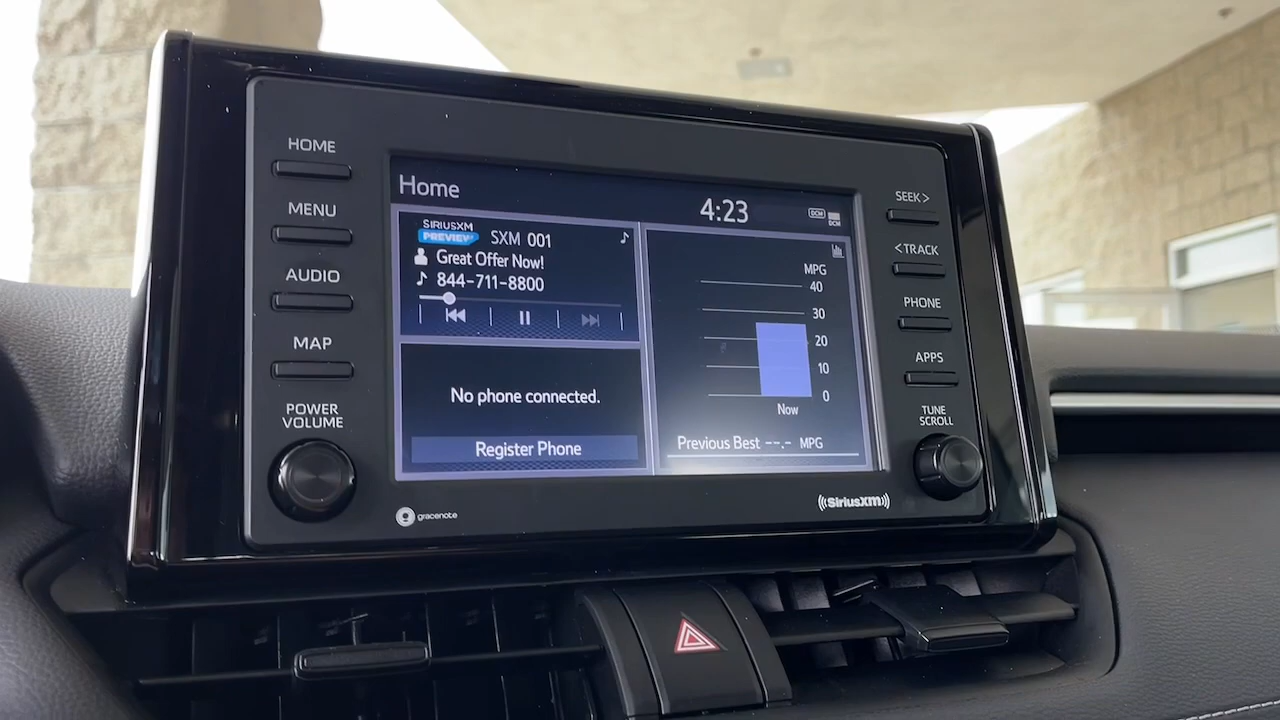 HOME
MENU
AUDIO
MAP
POWER
VOLUME
Home
4:23
DCM
DCM
SIRIUSXM
PREVIEW
SXM 001
Great Offer Now!
844-711-8800
No phone connected.
Register Phone
MPG
40
30
20
10
0
Now
Previous Best --.- MPG
SEEK>
<TRACK
PHONE
APPS
TUNE
SCROLL
gracenote
((SiriusXM))